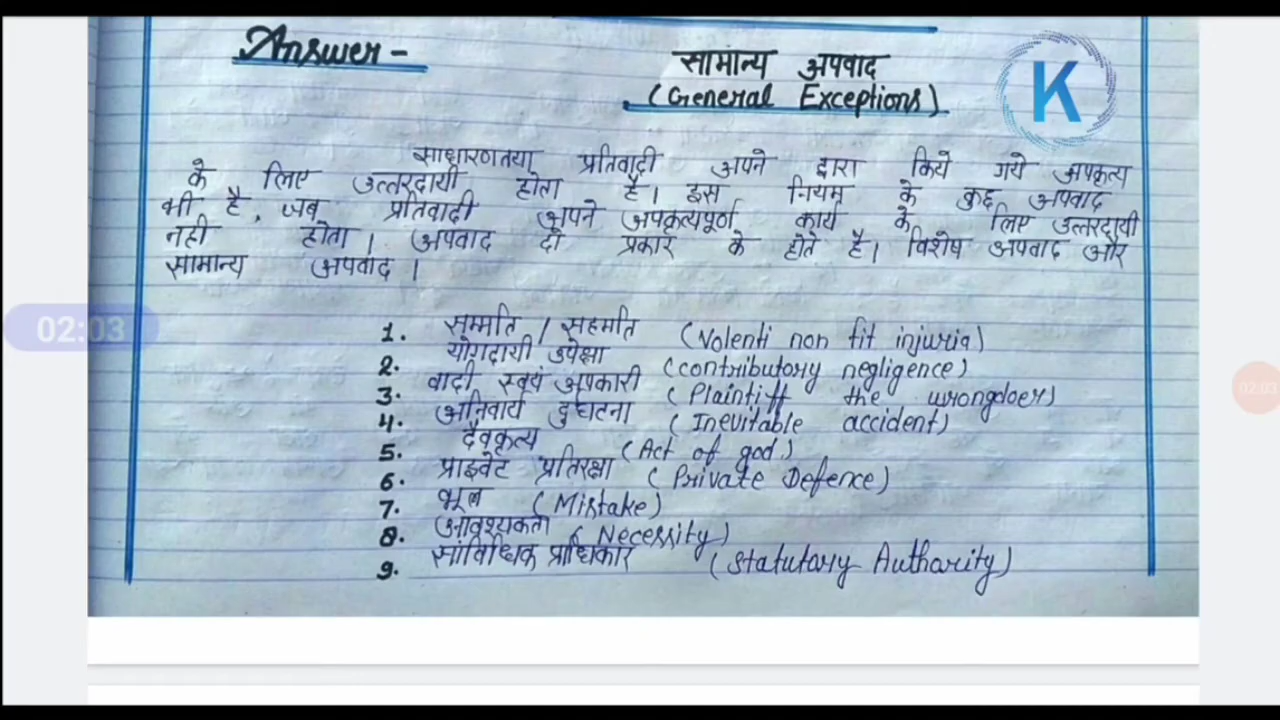 Answer -
सामान्य अपवाद
(General Exceptions)
K
साधारणतया प्रतिवादी अपने द्वारा किये गये अपकृत्य
के लिए उत्तरदायी होता है। इस नियम के कुछ अपवाद
भी है, जब प्रतिवादी अपने अपकृत्यपूर्ण कार्य के लिए उत्तरदायी
नही होता। अपवाद दो प्रकार के होते है। विशेष अपवाद और
सामान्य अपवाद।
02:03
1. सम्मति / सहमति (Volenti non fit injuria)
2. योगदायी उपेक्षा (contributory negligence)
3. वादी स्वयं अपकारी (Plaintiff the wrongdoer)
4. अनिवार्य दुघटना (Inevitable accident)
5. दैवकृत्य (Act of god.)
6. प्राइवेट प्रतिरक्षा (Private Defence)
7. भूल (Mistake)
8. आवश्यकता (Necessity)
9. सांविधिक प्राधिकार (Statutory Autharity)
02:03